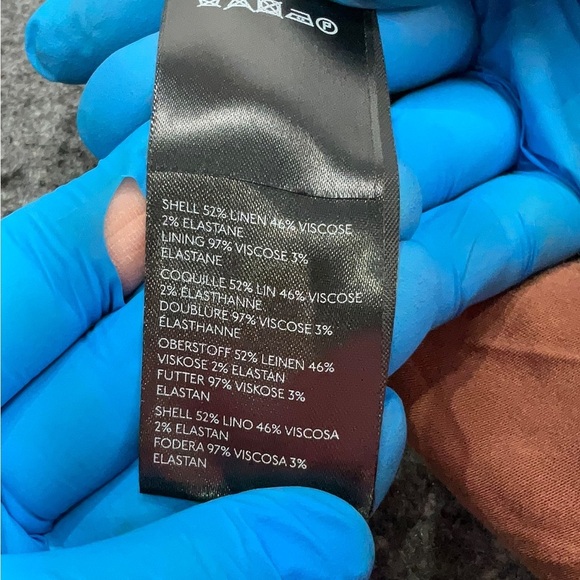 P
SHELL 52% LINEN 46% VISCOSE
2% ELASTANE
LINING 97% VISCOSE 3%
ELASTANE
COQUILLE 52% LIN 46% VISCOSE
2% ÉLASTHANNE
DOUBLURE 97% VISCOSE 3%
ÉLASTHANNE
OBERSTOFF 52% LEINEN 46%
VISKOSE 2% ELASTAN
FUTTER 97% VISKOSE 3%
ELASTAN
SHELL 52% LINO 46% VISCOSA
2% ELASTAN
FODERA 97% VISCOSA 3%
ELASTAN